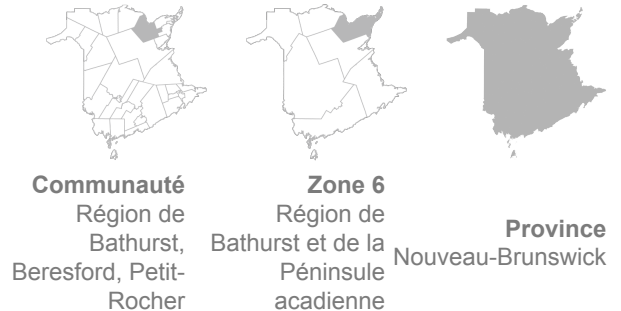 Communauté
Région de
Bathurst,
Beresford, Petit-
Rocher
Zone 6
Région de
Bathurst et de la
Péninsule
acadienne
Province
Nouveau-Brunswick